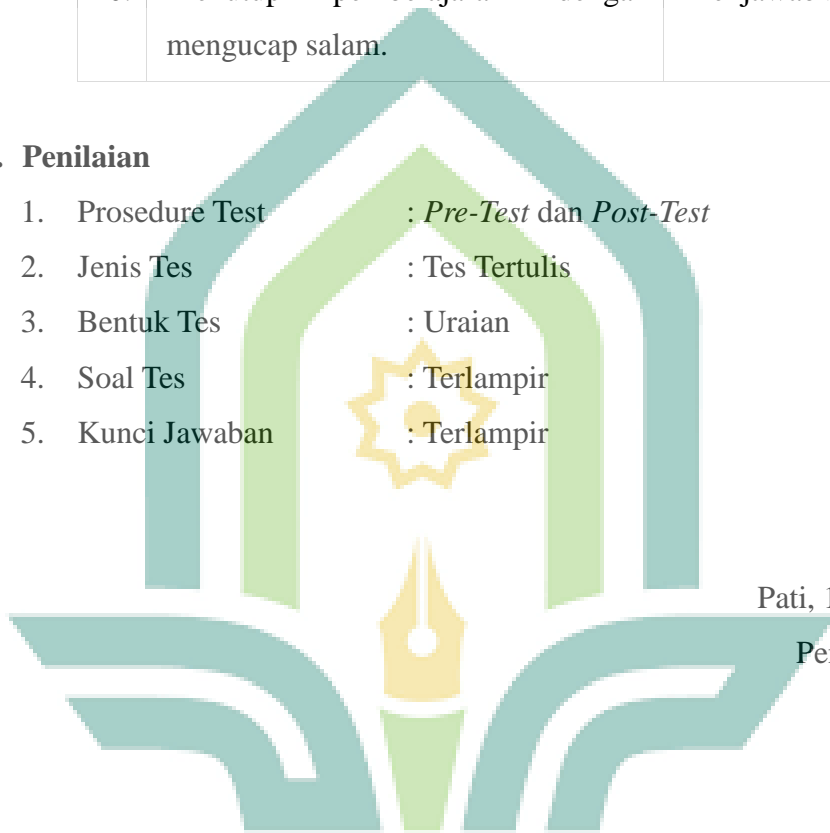 mengucap salam.
Penilaian
1. Prosedure Test : Pre-Test dan Post-Test
2. Jenis Tes : Tes Tertulis
3. Bentuk Tes : Uraian
4. Soal Tes : Terlampir
5. Kunci Jawaban : Terlampir
Pati,